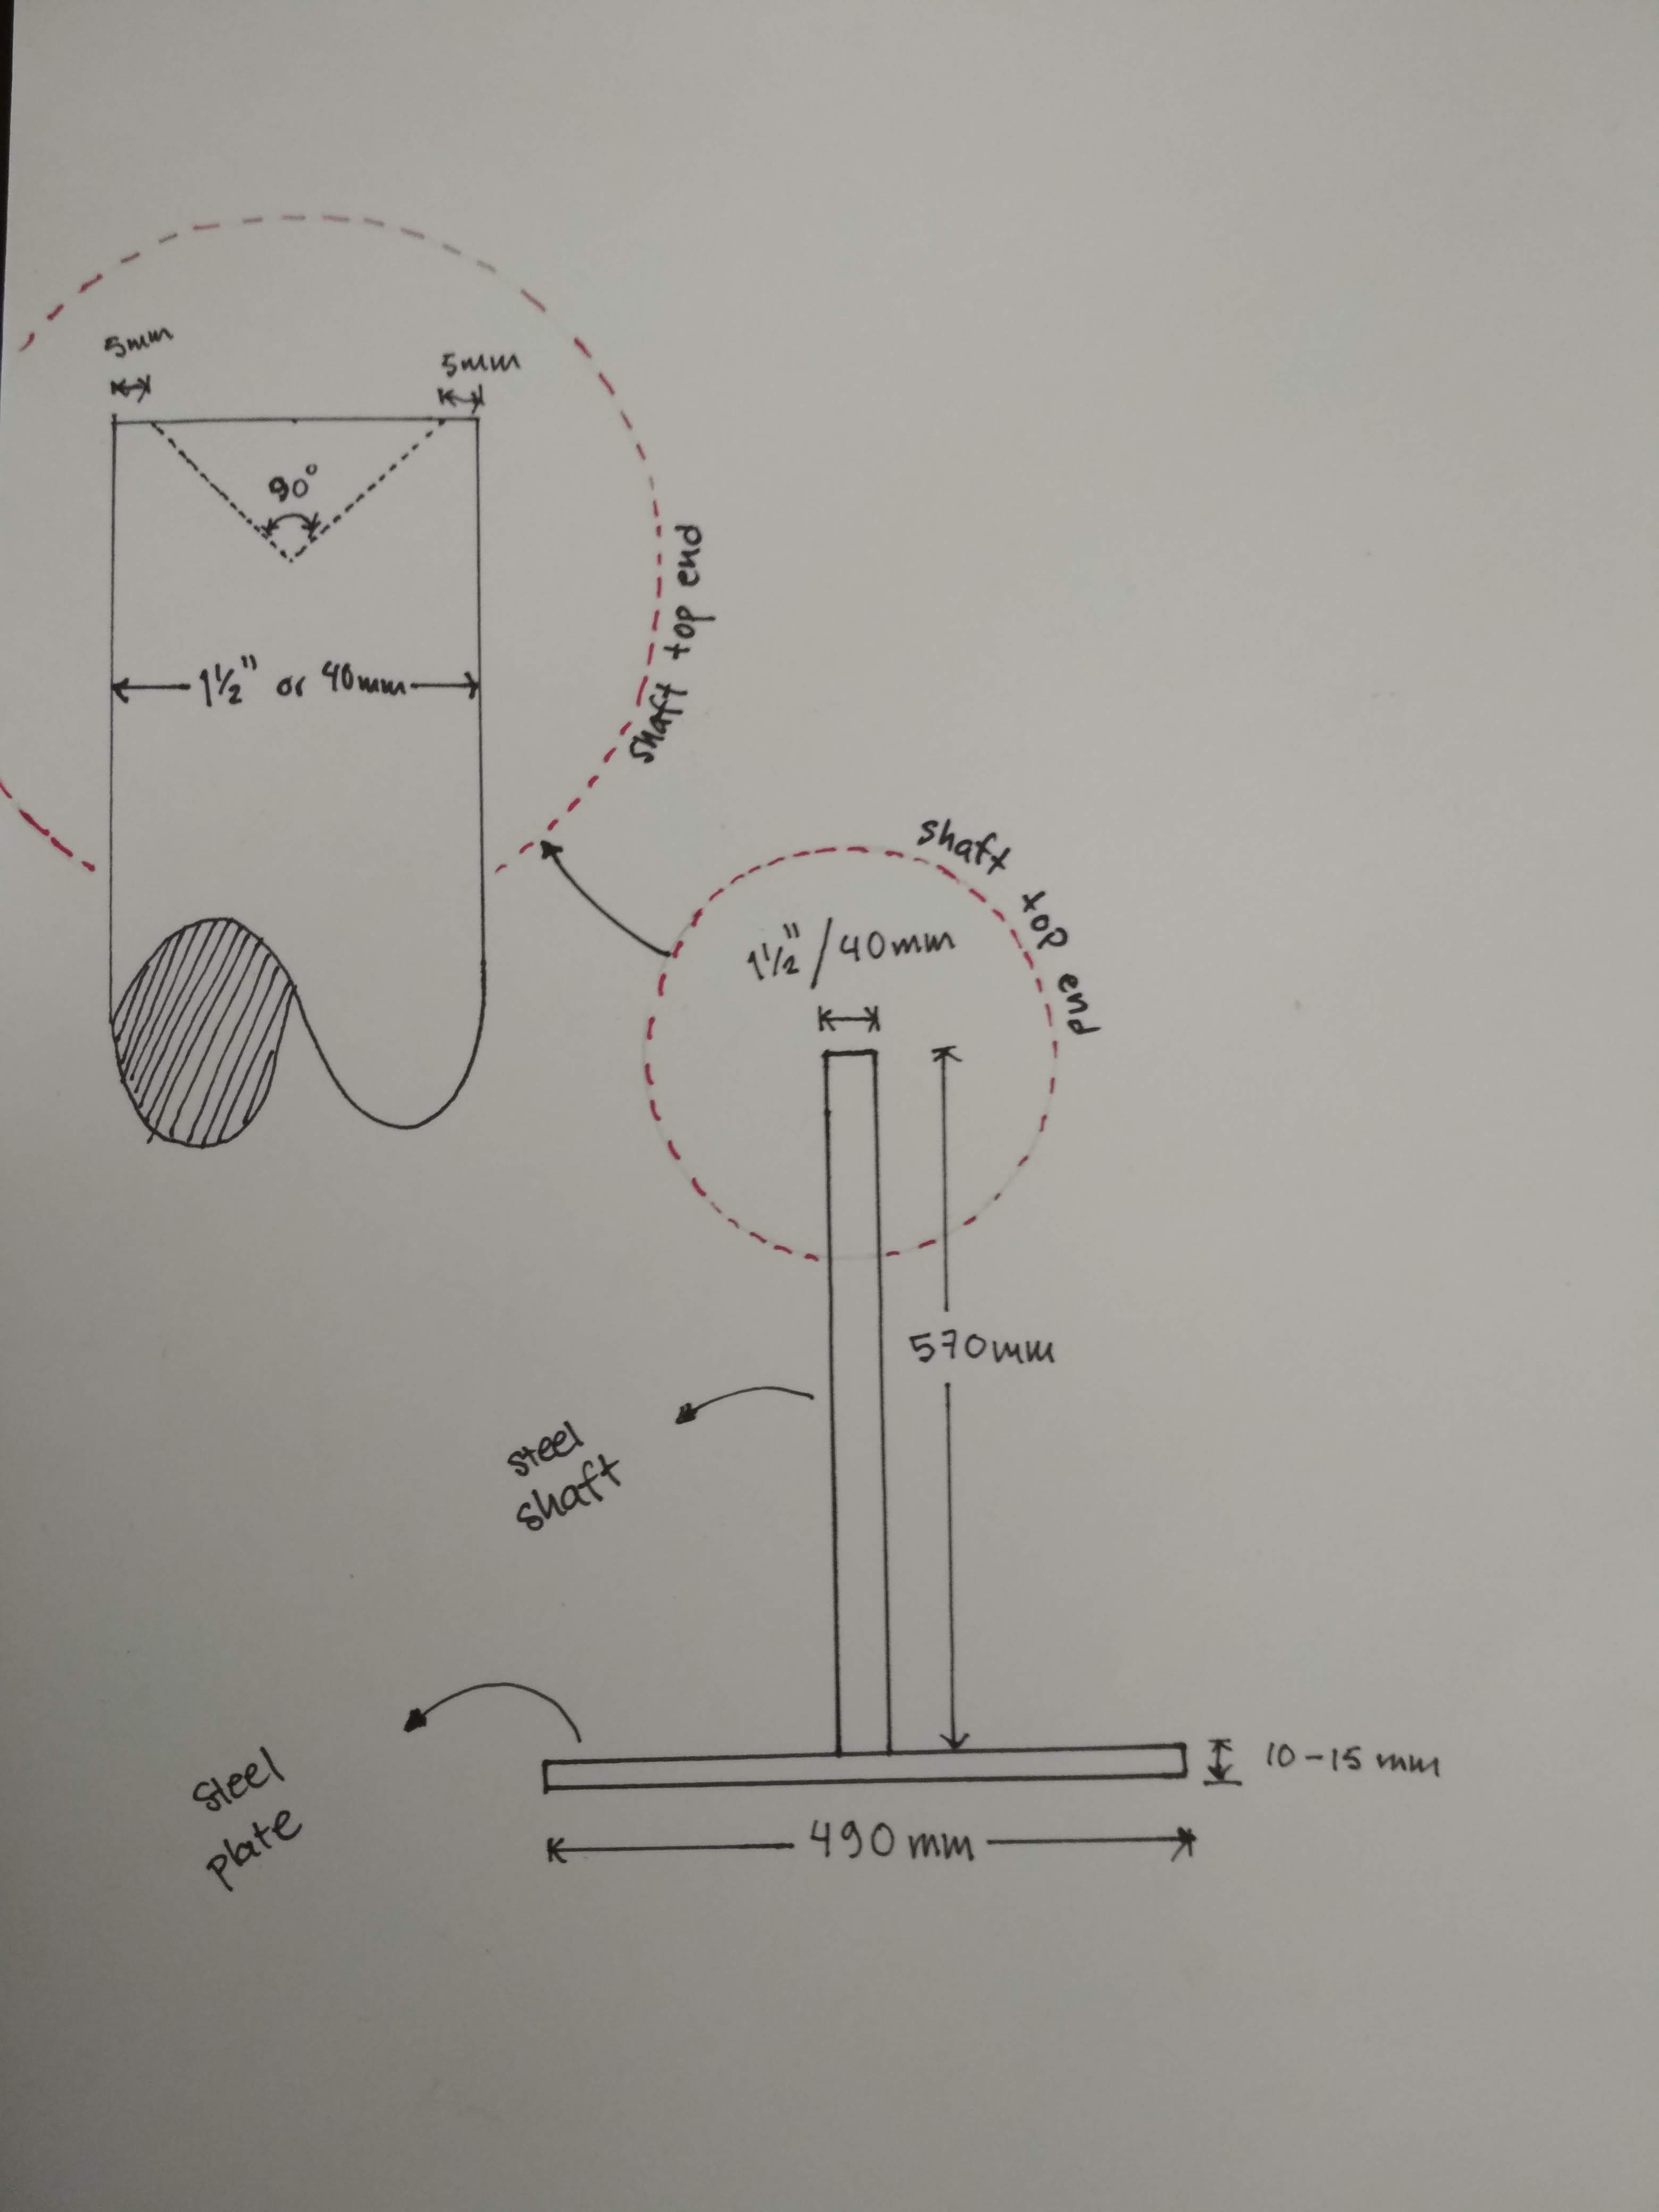 5mm
5mm
90°
1½" or 40mm
shaft top end
shaft top end
1½"/40mm
570mm
steel
shaft
steel
plate
10-15 mm
490 mm